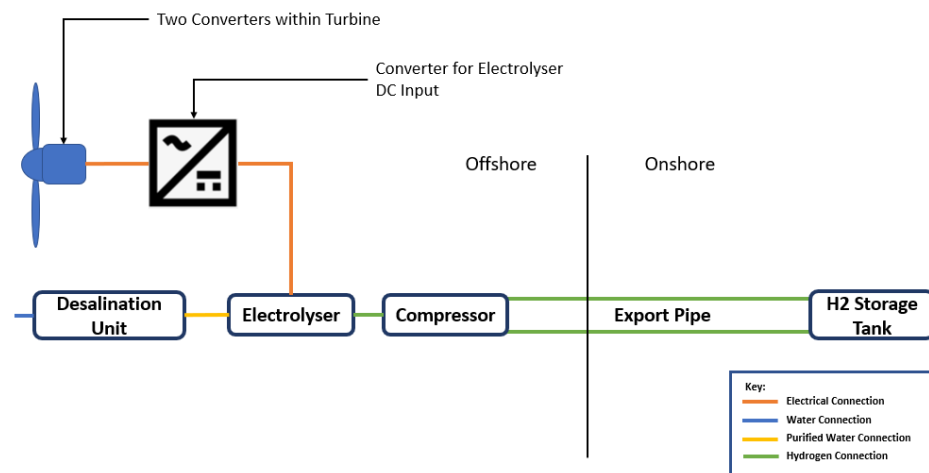 Two Converters within Turbine
Converter for Electrolyser
DC Input
Offshore
Onshore
Desalination
Unit
Electrolyser
Compressor
Export Pipe
H2 Storage
Tank
Key:
Electrical Connection
Water Connection
Purified Water Connection
Hydrogen Connection